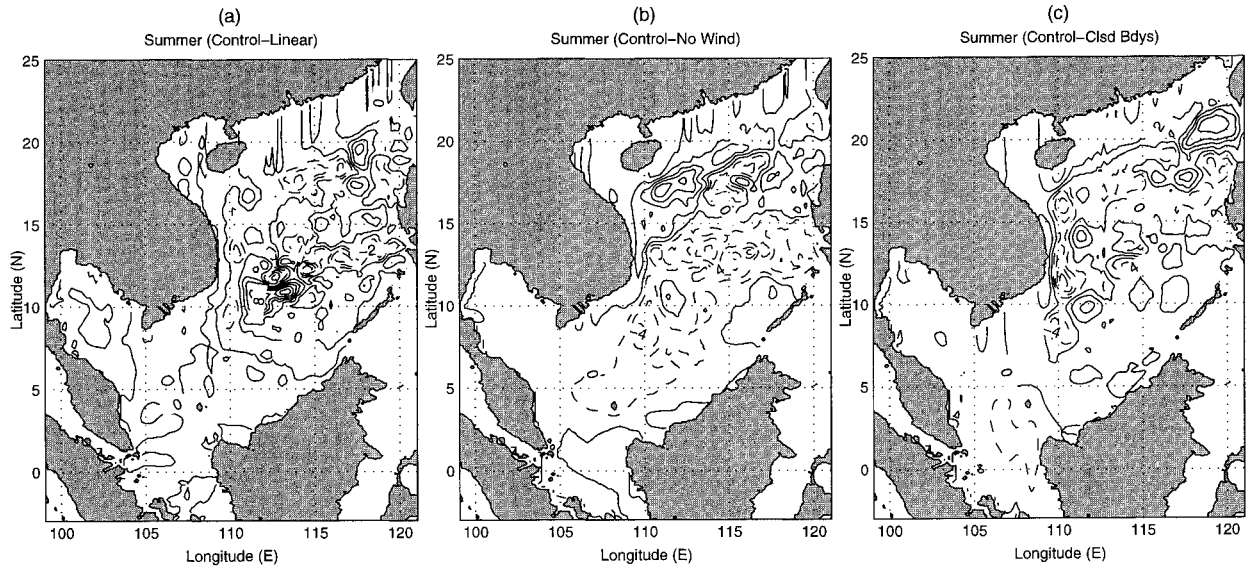 (a)
Summer (Control–Linear)
25
20
15
10
5
0
100 105 110 115 120
Latitude (N)
Longitude (E)
(b)
Summer (Control–No Wind)
25
20
15
10
5
0
100 105 110 115 120
Latitude (N)
Longitude (E)
(c)
Summer (Control–Clsd Bdys)
25
20
15
10
5
0
100 105 110 115 120
Latitude (N)
Longitude (E)